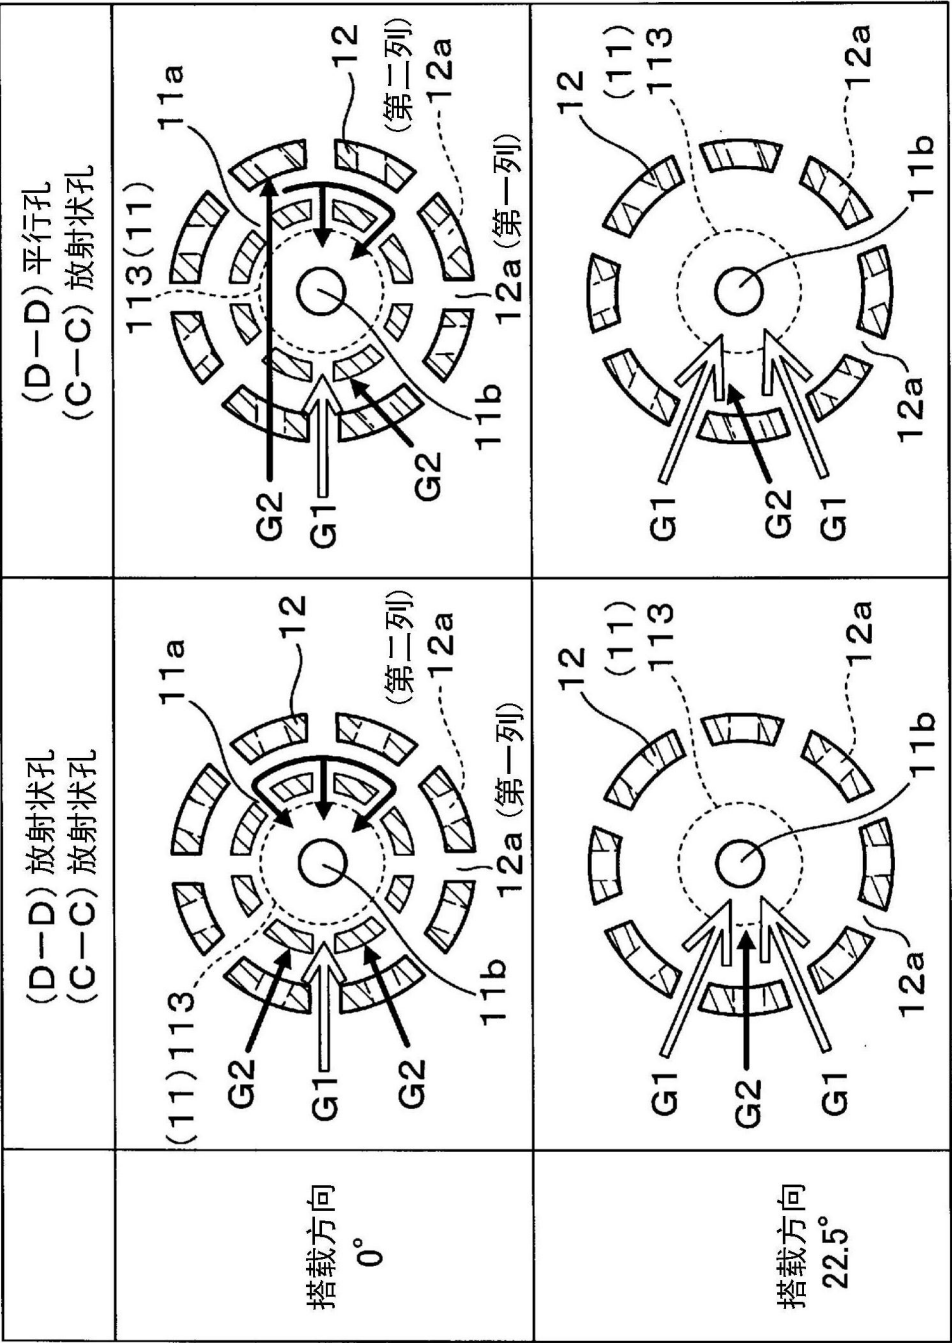 (D－D) 放射状孔
(C－C) 放射状孔
(D－D) 平行孔
(C－C) 放射状孔
搭载方向
0°
(11) 113
11a
12
(第二列)
12a
12a (第一列)
11b
G2
G1
G2
113 (11)
11a
12
(第二列)
12a
12a (第一列)
11b
G2
G1
G2
搭载方向
22.5°
12
(11)
113
12a
11b
12a
G1
G2
G1
12
(11)
113
12a
11b
12a
G1
G2
G1